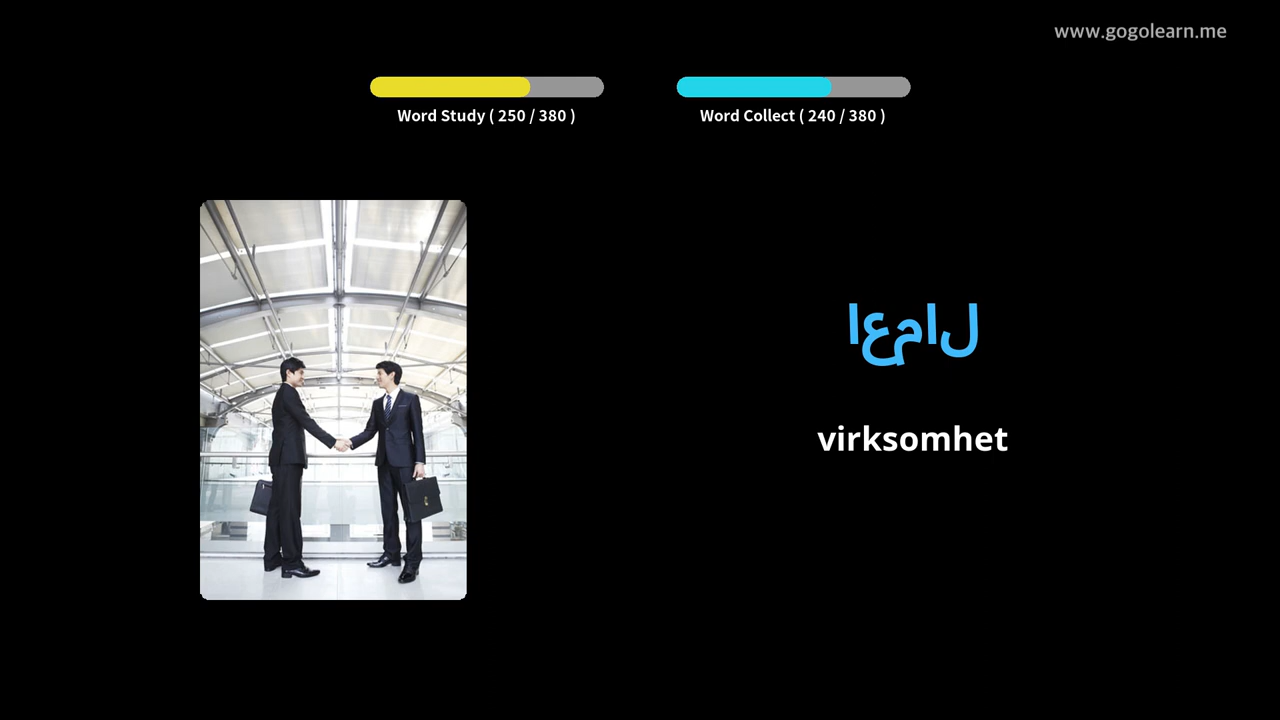 www.gogolearn.me
Word Study ( 250 / 380 )
Word Collect ( 240 / 380 )
اعمال
virksomhet